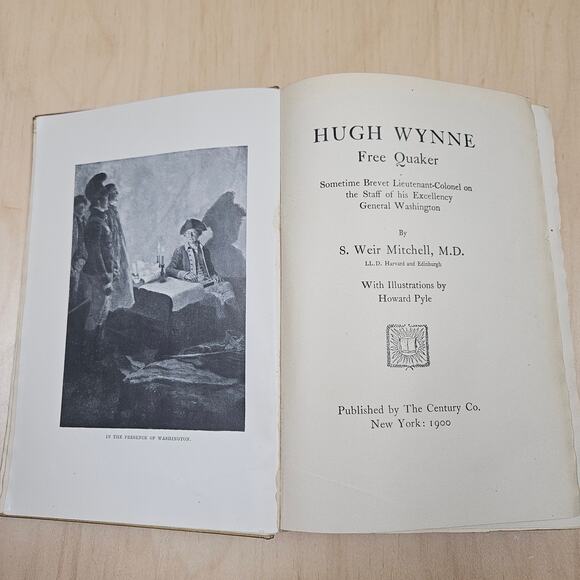 IN THE PRESENCE OF WASHINGTON.
HUGH WYNNE
Free Quaker
Sometime Brevet Lieutenant-Colonel on
the Staff of his Excellency
General Washington
By
S. Weir Mitchell, M.D.
LL.D. Harvard and Edinburgh
With Illustrations by
Howard Pyle
Published by The Century Co.
New York: 1900